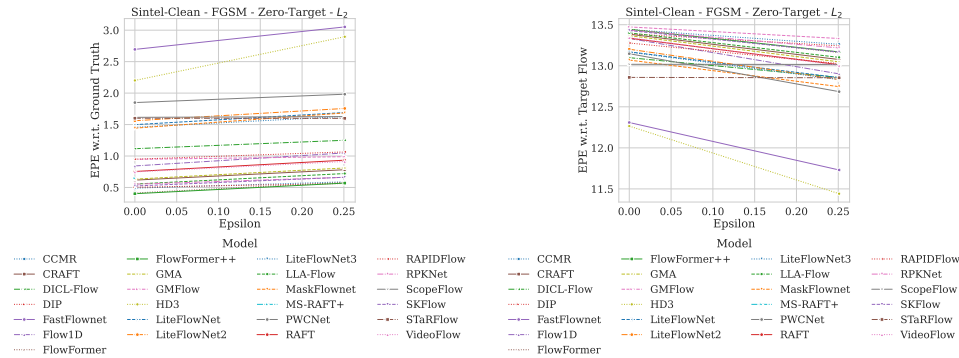 Sintel-Clean - FGSM - Zero-Target - L₂
EPE w.r.t. Ground Truth
3.0
2.5
2.0
1.5
1.0
0.5
0.00 0.05 0.10 0.15 0.20 0.25
Epsilon
Model
CCMR FlowFormer++ LiteFlowNet3 RAPIDFlow
CRAFT GMA LLA-Flow RPKNet
DICL-Flow GMFlow MaskFlownet ScopeFlow
DIP HD3 MS-RAFT+ SKFlow
FastFlownet LiteFlowNet PWCNet STaRFlow
Flow1D LiteFlowNet2 RAFT VideoFlow
FlowFormer
Sintel-Clean - FGSM - Zero-Target - L₂
EPE w.r.t. Target Flow
13.5
13.0
12.5
12.0
11.5
0.00 0.05 0.10 0.15 0.20 0.25
Epsilon
Model
CCMR FlowFormer++ LiteFlowNet3 RAPIDFlow
CRAFT GMA LLA-Flow RPKNet
DICL-Flow GMFlow MaskFlownet ScopeFlow
DIP HD3 MS-RAFT+ SKFlow
FastFlownet LiteFlowNet PWCNet STaRFlow
Flow1D LiteFlowNet2 RAFT VideoFlow
FlowFormer